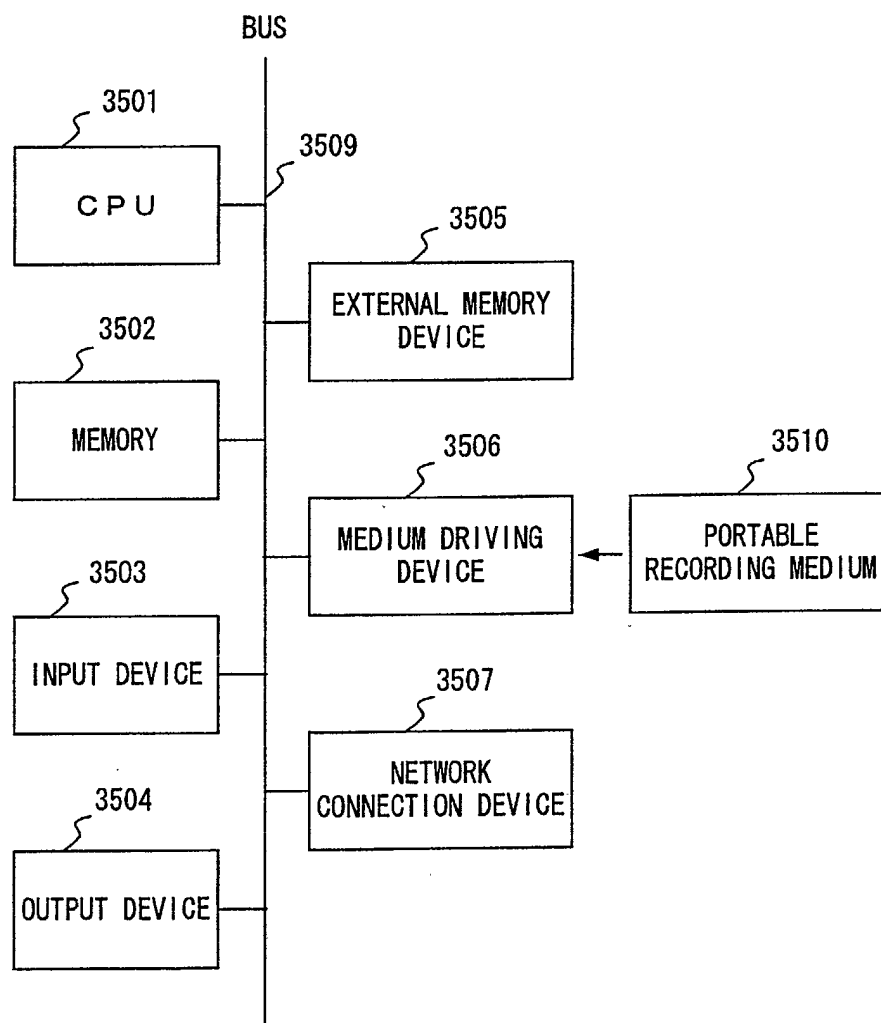 BUS
3501
CPU
3509
3505
EXTERNAL MEMORY
DEVICE
3502
MEMORY
3506
MEDIUM DRIVING
DEVICE
3510
PORTABLE
RECORDING MEDIUM
3503
INPUT DEVICE
3507
NETWORK
CONNECTION DEVICE
3504
OUTPUT DEVICE